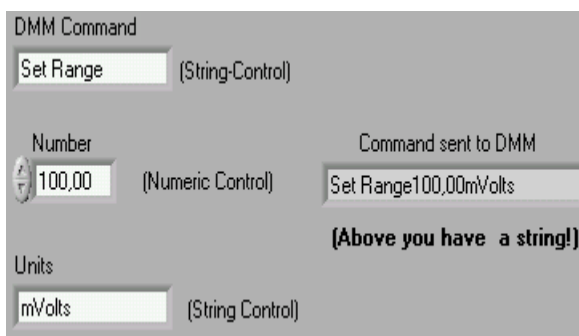 DMM Command
Set Range (String-Control)
Number
100,00 (Numeric Control)
Command sent to DMM
Set Range100,00mVolts
(Above you have a string!)
Units
mVolts (String Control)